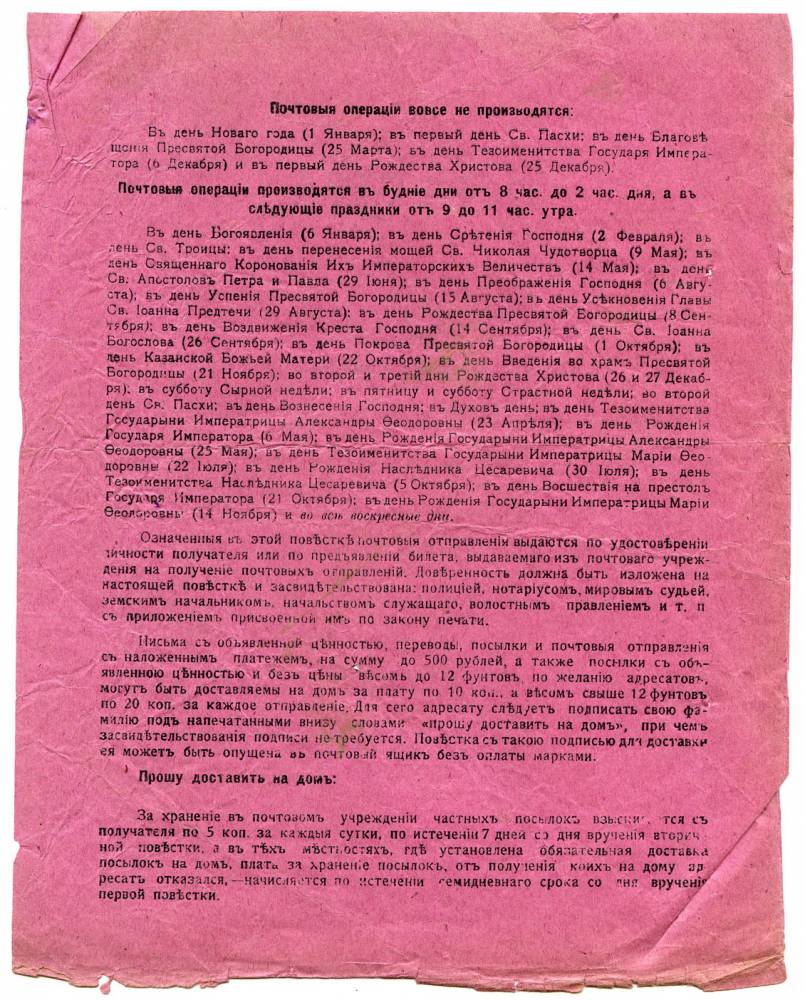 Почтовыя операціи вовсе не производятся:
Въ день Новаго года (1 Января); въ первый день Св. Пасхи; въ день Благовѣ
щенія Пресвятой Богородицы (25 Марта); въ день Тезоименитства Государя Импера-
тора (6 Декабря) и въ первый день Рождества Христова (25 Декабря).
Почтовыя операціи производятся въ будніе дни отъ 8 час. до 2 час. дня, а въ
слѣдующіе праздники отъ 9 до 11 час. утра.
Въ день Богоявленія (6 Января); въ день Срѣтенія Господня (2 Февраля); въ
день Св. Троицы; въ день перенесенія мощей Св. Николая Чудотворца (9 Мая); въ
день Священнаго Коронованія Ихъ Императорскихъ Величествъ (14 Мая); въ день
Св. Апостоловъ Петра и Павла (29 Іюня); въ день Преображенія Господня (6 Авгу-
ста); въ день Успенія Пресвятой Богородицы (15 Августа); въ день Усѣкновенія Главы
Св. Іоанна Предтечи (29 Августа); въ день Рождества Пресвятой Богородицы (8 Сен-
тября); въ день Воздвиженія Креста Господня (14 Сентября); въ день Св. Іоанна
Богослова (26 Сентября); въ день Покрова Пресвятой Богородицы (1 Октября); въ
день Казанской Божьей Матери (22 Октября); въ день Введенія во храмъ Пресвятой
Богородицы (21 Ноября); во второй и третій дни Рождества Христова (26 и 27 Декаб-
ря); въ субботу Сырной недѣли; въ пятницу и субботу Страстной недѣли; во второй
день Св. Пасхи; въ день Вознесенія Господня; въ Духовъ день; въ день Тезоименитства
Государыни Императрицы Александры Ѳеодоровны (23 Апрѣля); въ день Рожденія
Государя Императора (6 Мая); въ день Рожденія Государыни Императрицы Александры
Ѳеодоровны (25 Мая); въ день Тезоименитства Государыни Императрицы Маріи Ѳео-
доровны (22 Іюля); въ день Рожденія Наслѣдника Цесаревича (30 Іюля); въ день
Тезоименитства Наслѣдника Цесаревича (5 Октября); въ день Восшествія на престолъ
Государя Императора (21 Октября); въ день Рожденія Государыни Императрицы Маріи
Ѳеодоровны (14 Ноября) и во всѣ воскресные дни.
Означенныя въ этой повѣсткѣ почтовыя отправленія выдаются по удостовѣреніи
личности получателя или по предъявленіи билета, выдаваемаго изъ почтоваго учреж-
денія на полученіе почтовыхъ отправленій. Довѣренность должна быть изложена на
настоящей повѣсткѣ и засвидѣтельствована: полиціей, нотаріусомъ, мировымъ судьей,
земскимъ начальникомъ, начальствомъ служащаго, волостнымъ правленіемъ и т. п
съ приложеніемъ присвоенной имъ по закону печати.
Письма съ объявленной цѣнностью, переводы, посылки и почтовыя отправленія
съ наложеннымъ платежемъ, на сумму до 500 рублей, а также посылки съ объ-
явленною цѣнностью и безъ цѣны вѣсомъ до 12 фунтовъ, по желанію адресатовъ,
могутъ быть доставляемы на домъ за плату по 10 коп., а вѣсомъ свыше 12 фунтовъ
по 20 коп. за каждое отправленіе. Для сего адресату слѣдуетъ подписать свою фа-
милію подъ напечатанными внизу словами «прошу доставить на домъ», при чемъ
засвидѣтельствованія подписи не требуется. Повѣстка съ такою подписью для доставки
ея можетъ быть опущена въ почтовый ящикъ безъ оплаты марками.
Прошу доставить на домъ:
За храненіе въ почтовомъ учрежденіи частныхъ посылокъ взыскивается съ
получателя по 5 коп. за каждыя сутки, по истеченіи 7 дней со дня врученія вторич-
ной повѣстки, а въ тѣхъ мѣстностяхъ, гдѣ установлена обязательная доставка
посылокъ на домъ, плата за храненіе посылокъ, отъ полученія коихъ на дому ад-
ресатъ отказался,—начисляется по истеченіи семидневнаго срока со дня врученія
первой повѣстки.